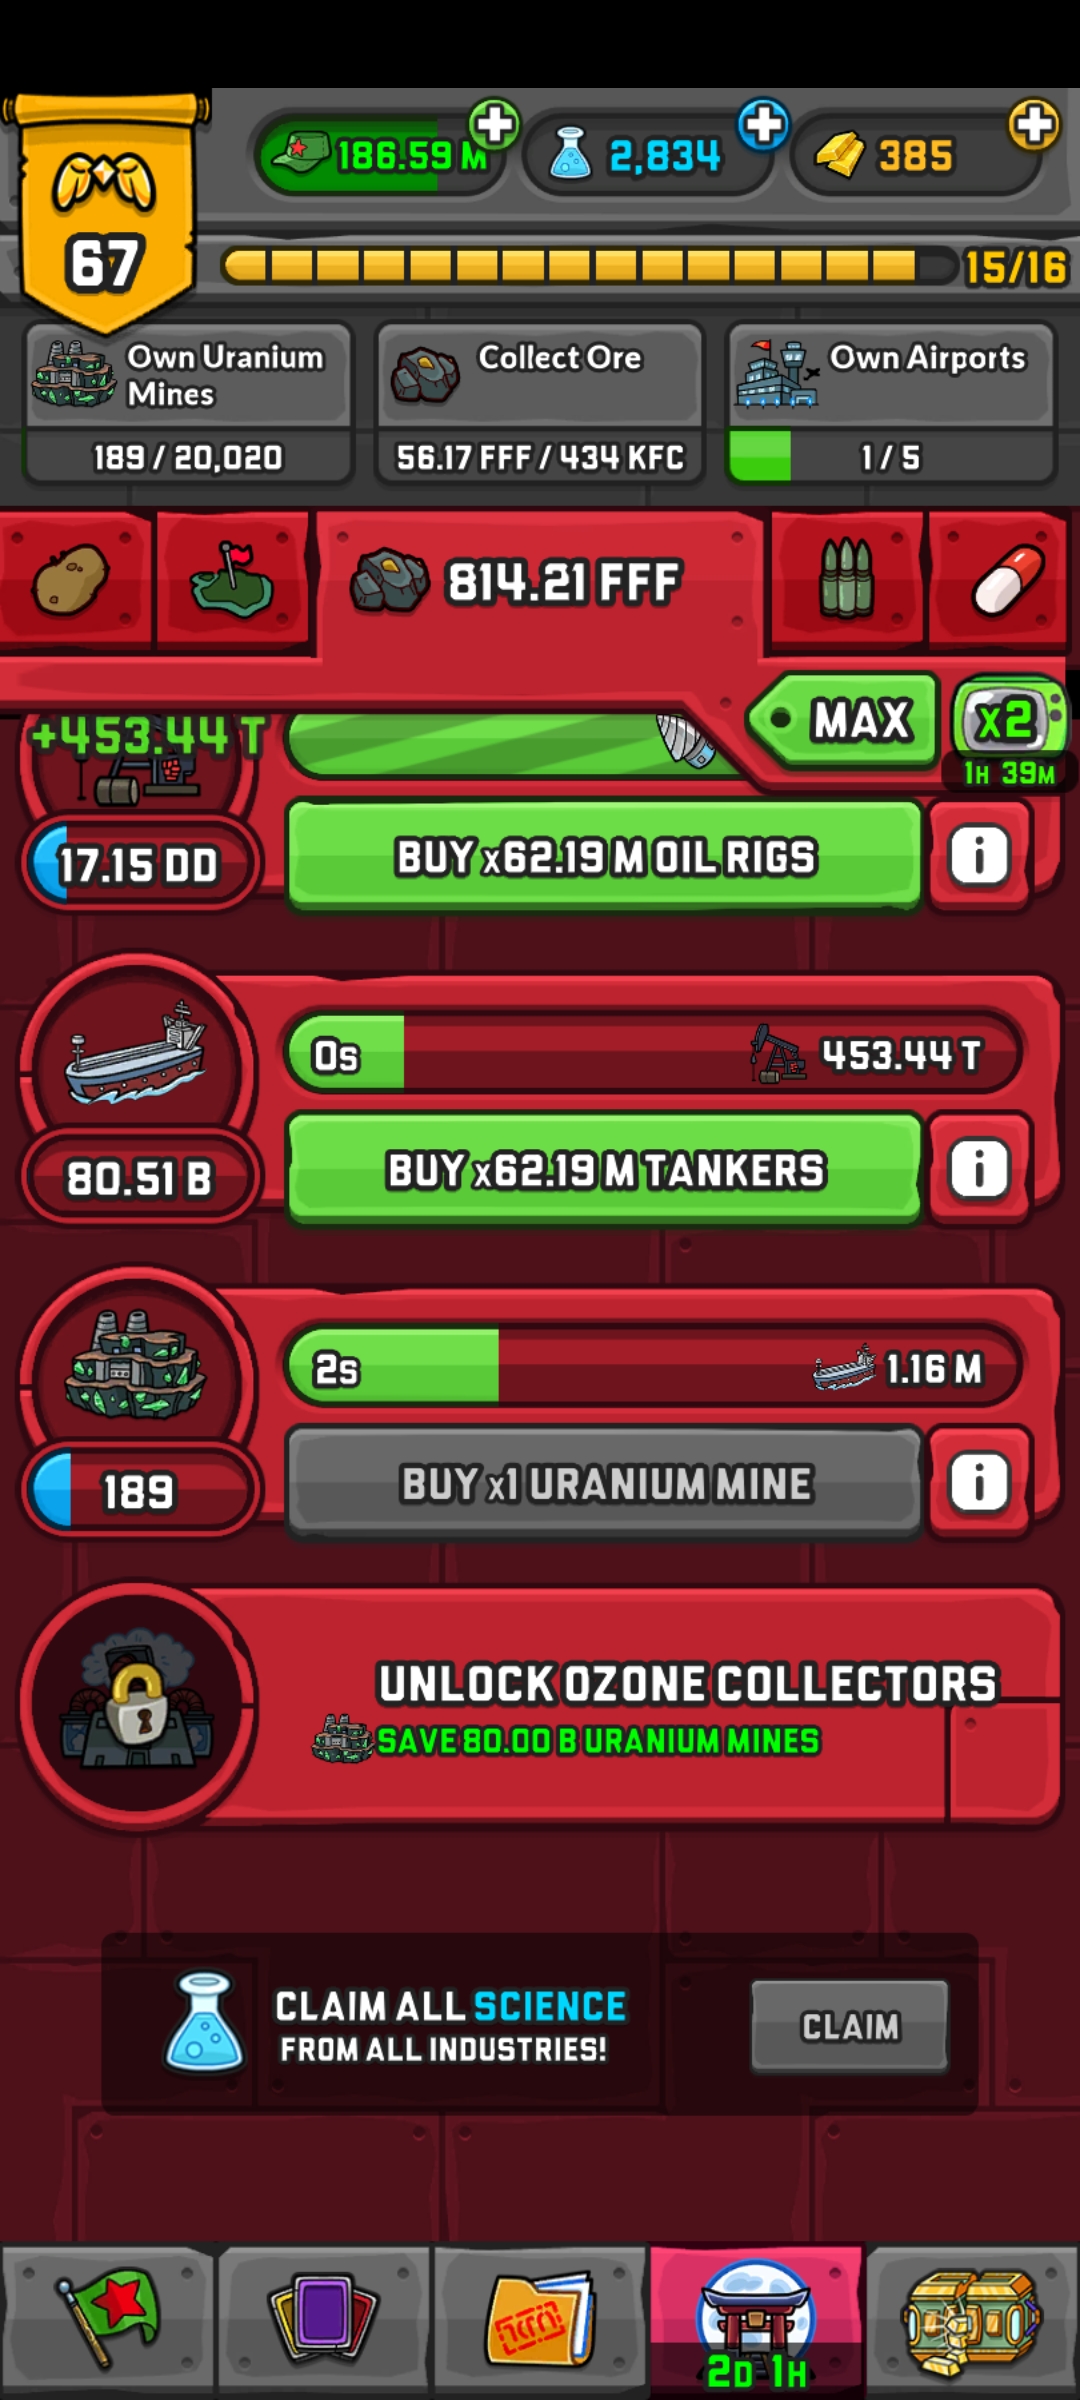 67
186.59 M
2,834
385
15/16
Own Uranium
Mines
189 / 20,020
Collect Ore
56.17 FFF / 434 KFC
Own Airports
1 / 5
814.21 FFF
MAX
x2
1H 39M
+453.44 T
17.15 DD
BUY x62.19 M OIL RIGS
i
0s
453.44 T
80.51 B
BUY x62.19 M TANKERS
i
2s
1.16 M
189
BUY x1 URANIUM MINE
i
UNLOCK OZONE COLLECTORS
SAVE 80.00 B URANIUM MINES
CLAIM ALL SCIENCE
FROM ALL INDUSTRIES!
CLAIM
2D 1H